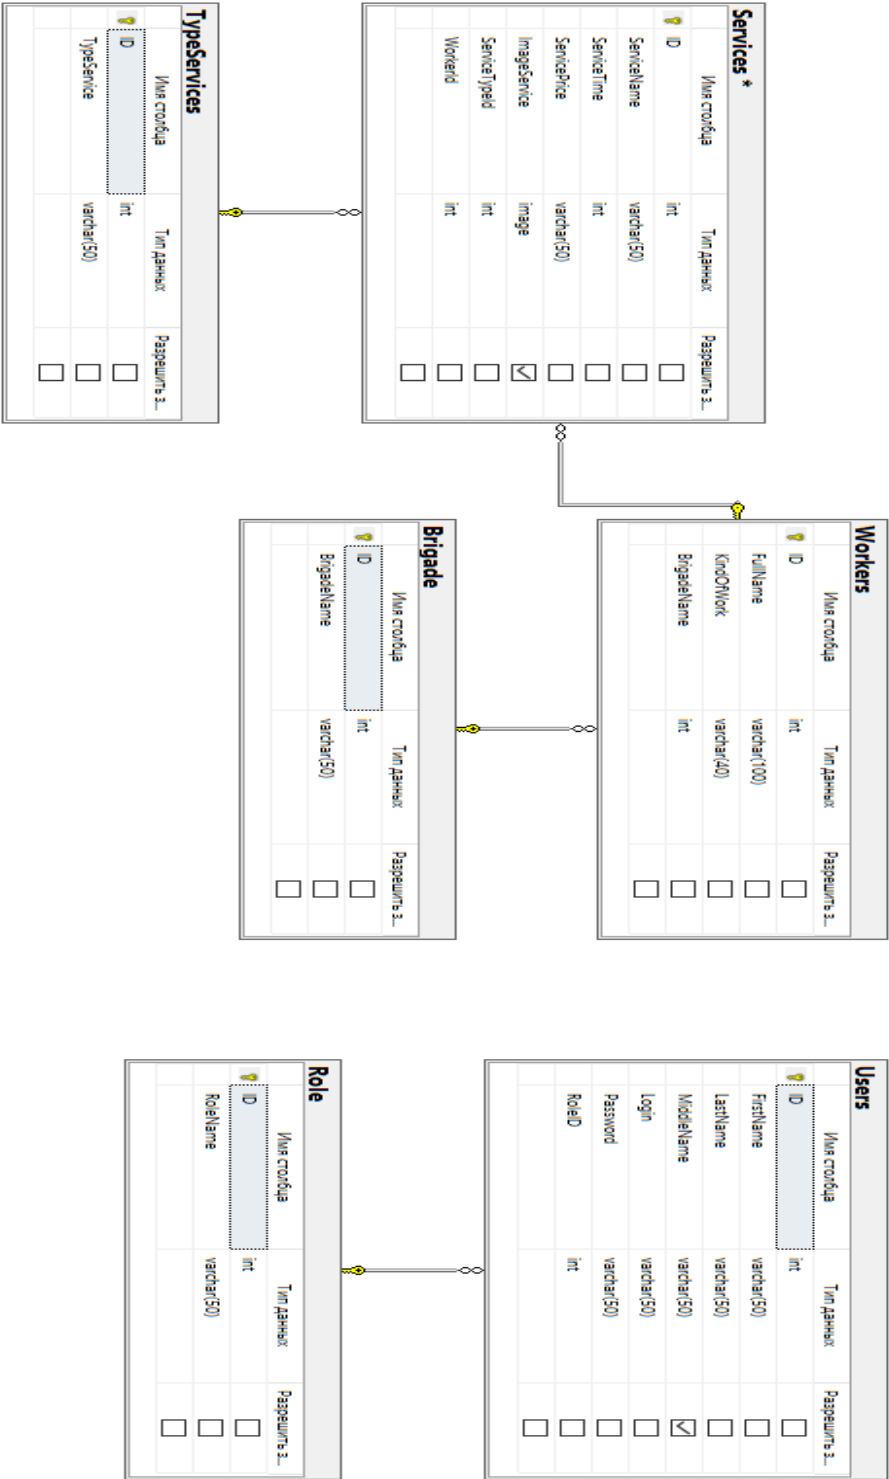 Services *
Имя столбца Тип данных Разрешить з...
ID int
ServiceName varchar(50)
ServiceTime int
ServicePrice varchar(50)
ImageService image
ServiceTypeId int
WorkerId int
TypeServices
Имя столбца Тип данных Разрешить з...
ID int
TypeService varchar(50)
Workers
Имя столбца Тип данных Разрешить з...
ID int
FullName varchar(100)
KindOfWork varchar(40)
BrigadeName int
Brigade
Имя столбца Тип данных Разрешить з...
ID int
BrigadeName varchar(50)
Users
Имя столбца Тип данных Разрешить з...
ID int
FirstName varchar(50)
LastName varchar(50)
MiddleName varchar(50)
Login varchar(50)
Password varchar(50)
RoleID int
Role
Имя столбца Тип данных Разрешить з...
ID int
RoleName varchar(50)